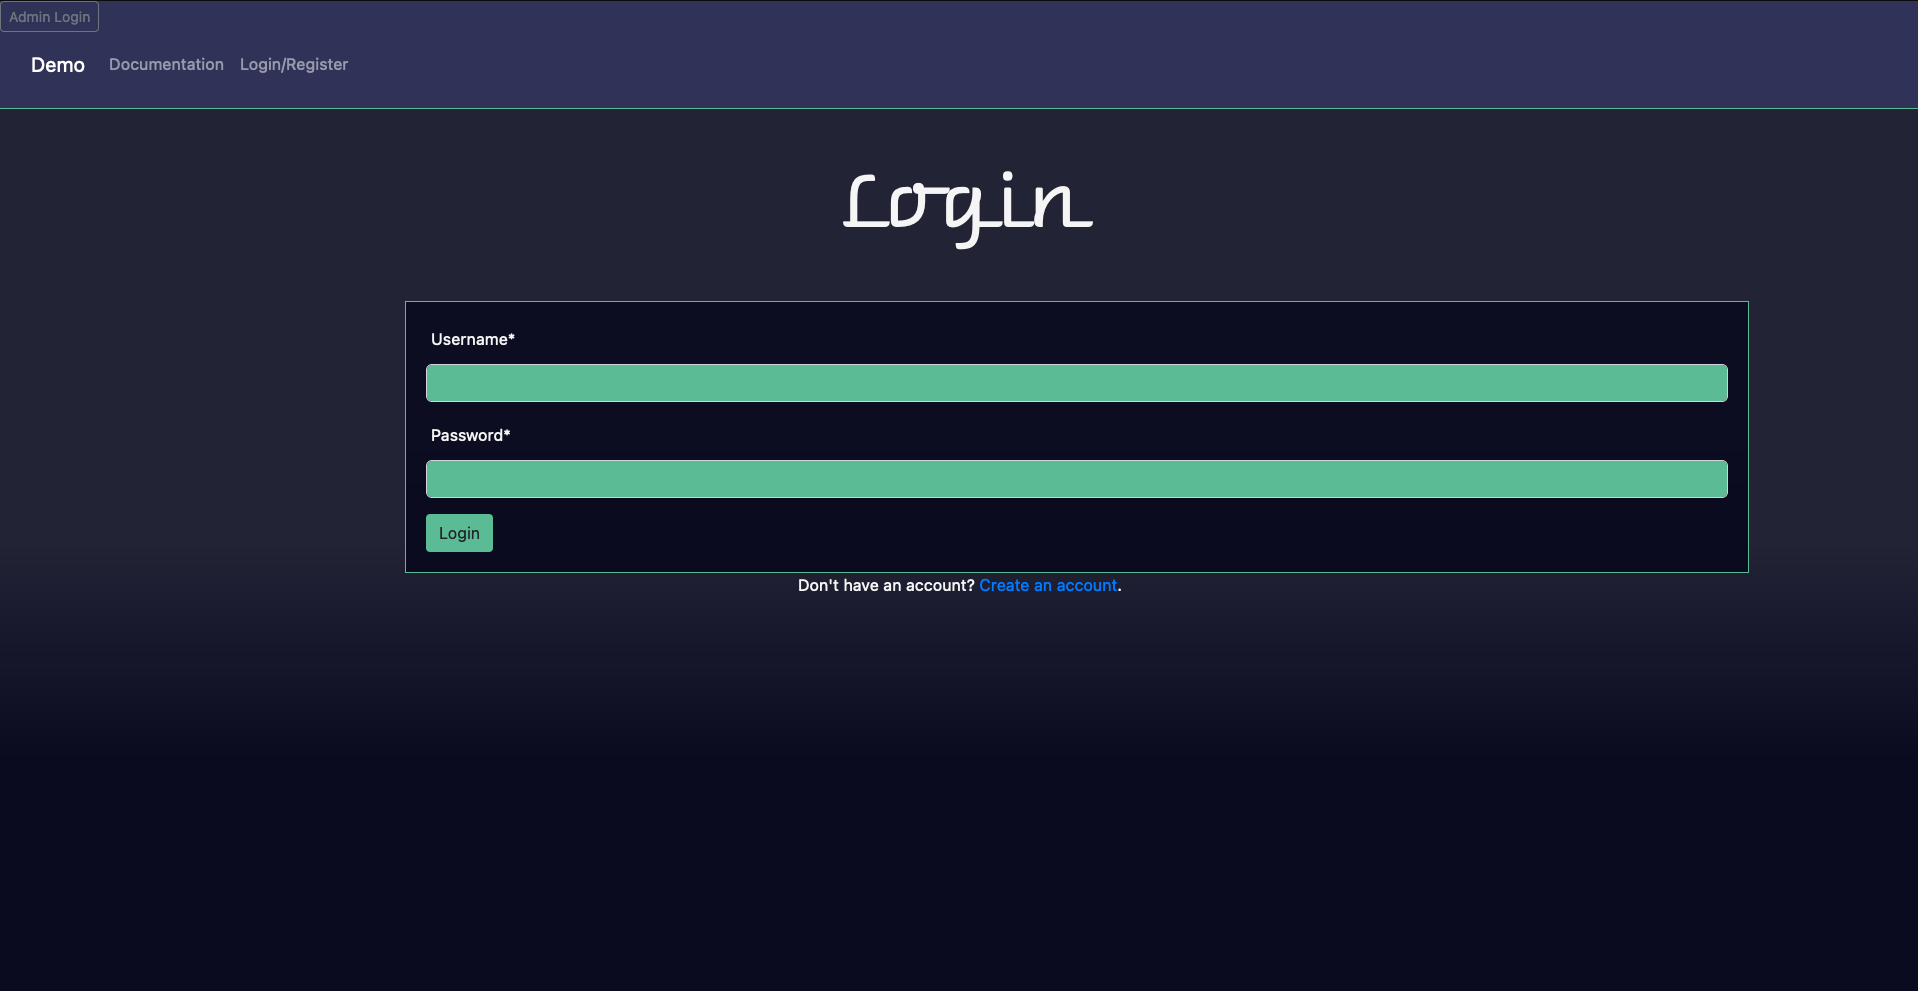 Admin Login
Demo Documentation Login/Register
Login
Username*
Password*
Login
Don't have an account? Create an account.